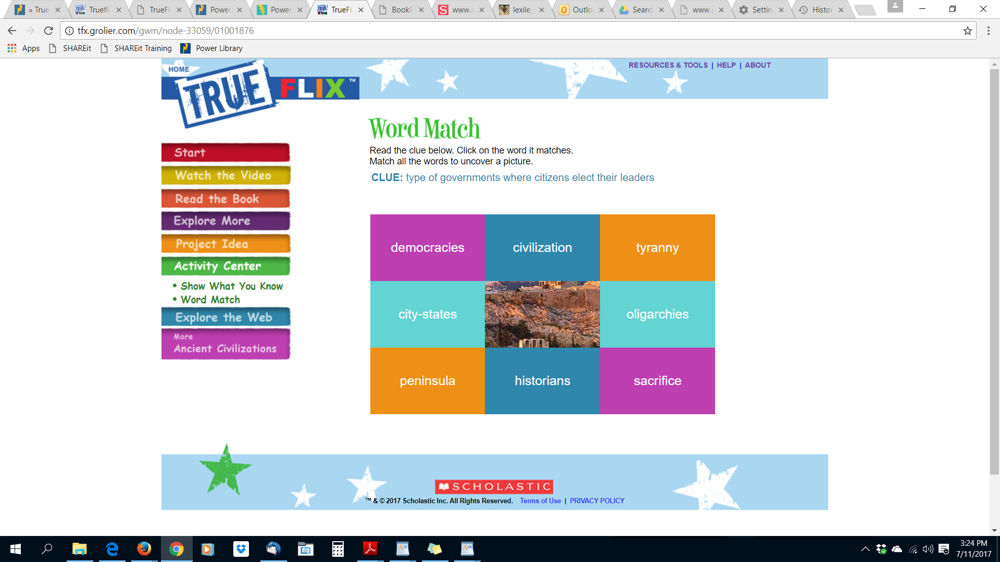 » True
Truefli
TrueFl
Power
Power
TrueFl
BookF
www.s
lexile_
Outlo
Searc
www.
Settin
Histor
tfx.grolier.com/gwm/node-33059/01001876
Apps SHAREit SHAREit Training Power Library
HOME
RESOURCES & TOOLS | HELP | ABOUT
TRUE FLIX™
Word Match
Read the clue below. Click on the word it matches.
Match all the words to uncover a picture.
CLUE: type of governments where citizens elect their leaders
Start
Watch the Video
Read the Book
Explore More
Project Idea
Activity Center
• Show What You Know
• Word Match
Explore the Web
More
Ancient Civilizations
democracies civilization tyranny
city-states oligarchies
peninsula historians sacrifice
SCHOLASTIC
™ & © 2017 Scholastic Inc. All Rights Reserved. Terms of Use | PRIVACY POLICY
3:24 PM
7/11/2017